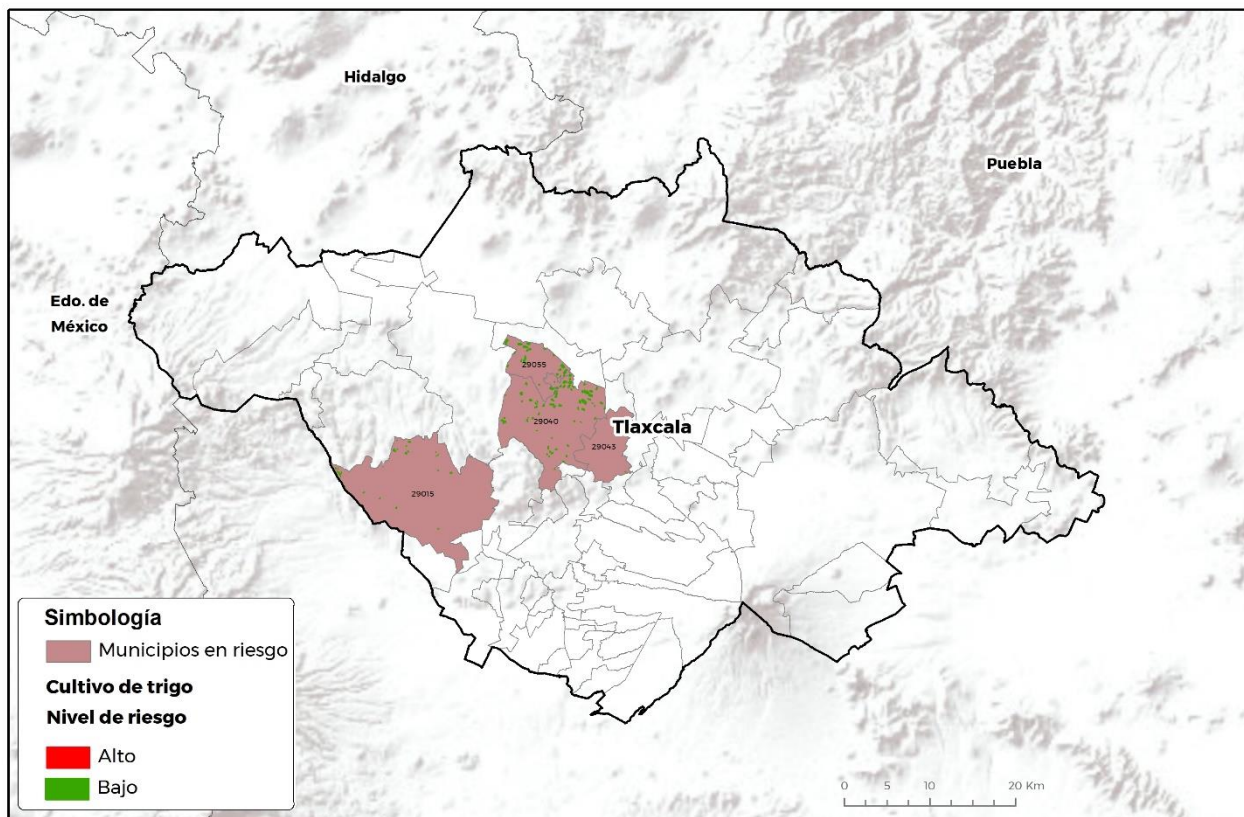 Hidalgo
Puebla
Edo. de
México
29055
29040
Tlaxcala
29043
29015
Simbología
Municipios en riesgo
Cultivo de trigo
Nivel de riesgo
Alto
Bajo
0 5 10 20 Km